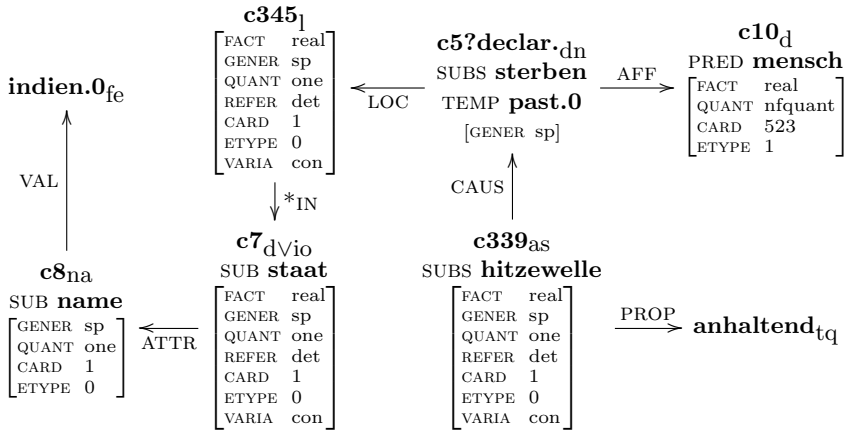 c345l
FACT real
GENER sp
QUANT one
REFER det
CARD 1
ETYPE 0
VARIA con
c5?declar.dn
SUBS sterben
TEMP past.0
[GENER sp]
c10d
PRED mensch
FACT real
QUANT nfquant
CARD 523
ETYPE 1
indien.0fe
LOC
AFF
VAL
*IN
CAUS
c8na
SUB name
GENER sp
QUANT one
CARD 1
ETYPE 0
ATTR
c7d∨io
SUB staat
FACT real
GENER sp
QUANT one
REFER det
CARD 1
ETYPE 0
VARIA con
c339as
SUBS hitzewelle
FACT real
GENER sp
QUANT one
REFER det
CARD 1
ETYPE 0
VARIA con
PROP
anhaltendtq